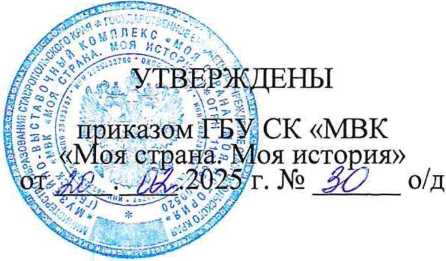 УТВЕРЖДЕНЫ
приказом ГБУ СК «МВК
«Моя страна. Моя история»
от 20 . 02 .2025 г. № 30 о/д